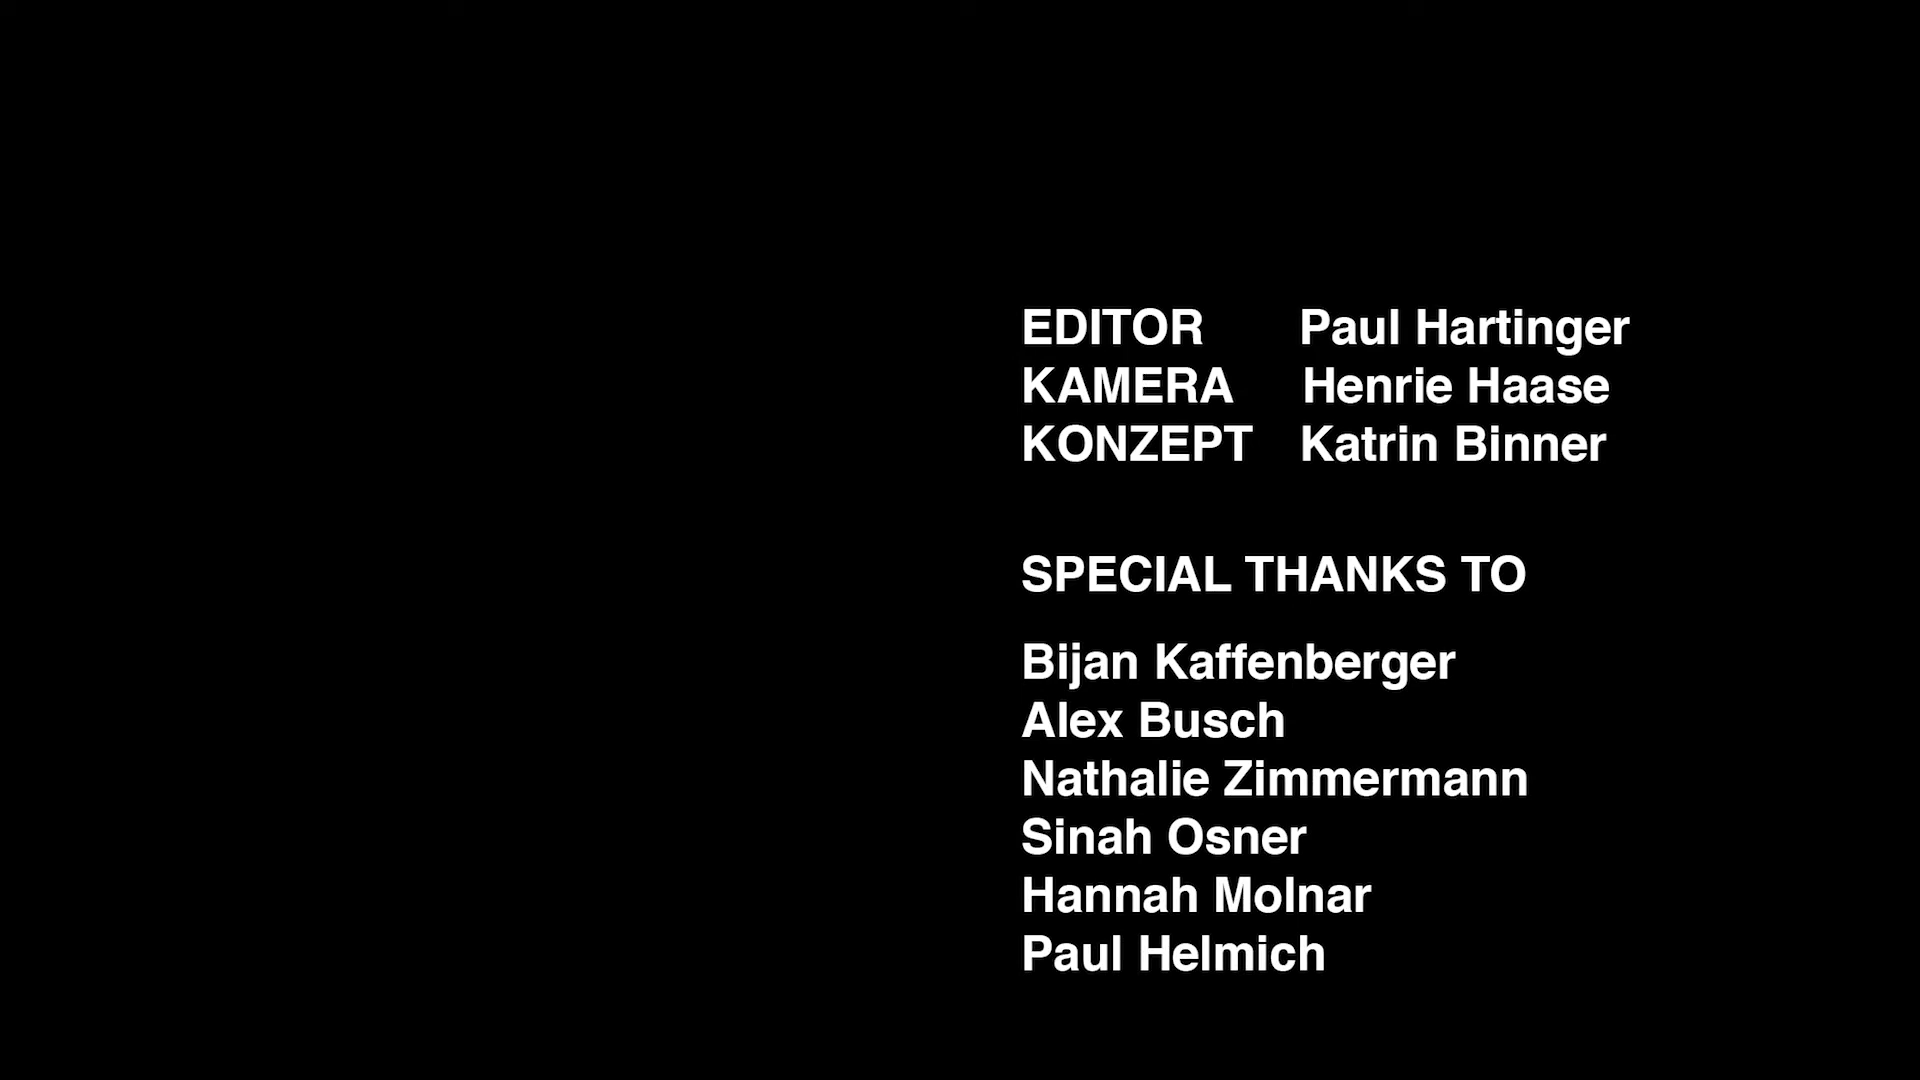 EDITOR Paul Hartinger
KAMERA Henrie Haase
KONZEPT Katrin Binner
SPECIAL THANKS TO
Bijan Kaffenberger
Alex Busch
Nathalie Zimmermann
Sinah Osner
Hannah Molnar
Paul Helmich